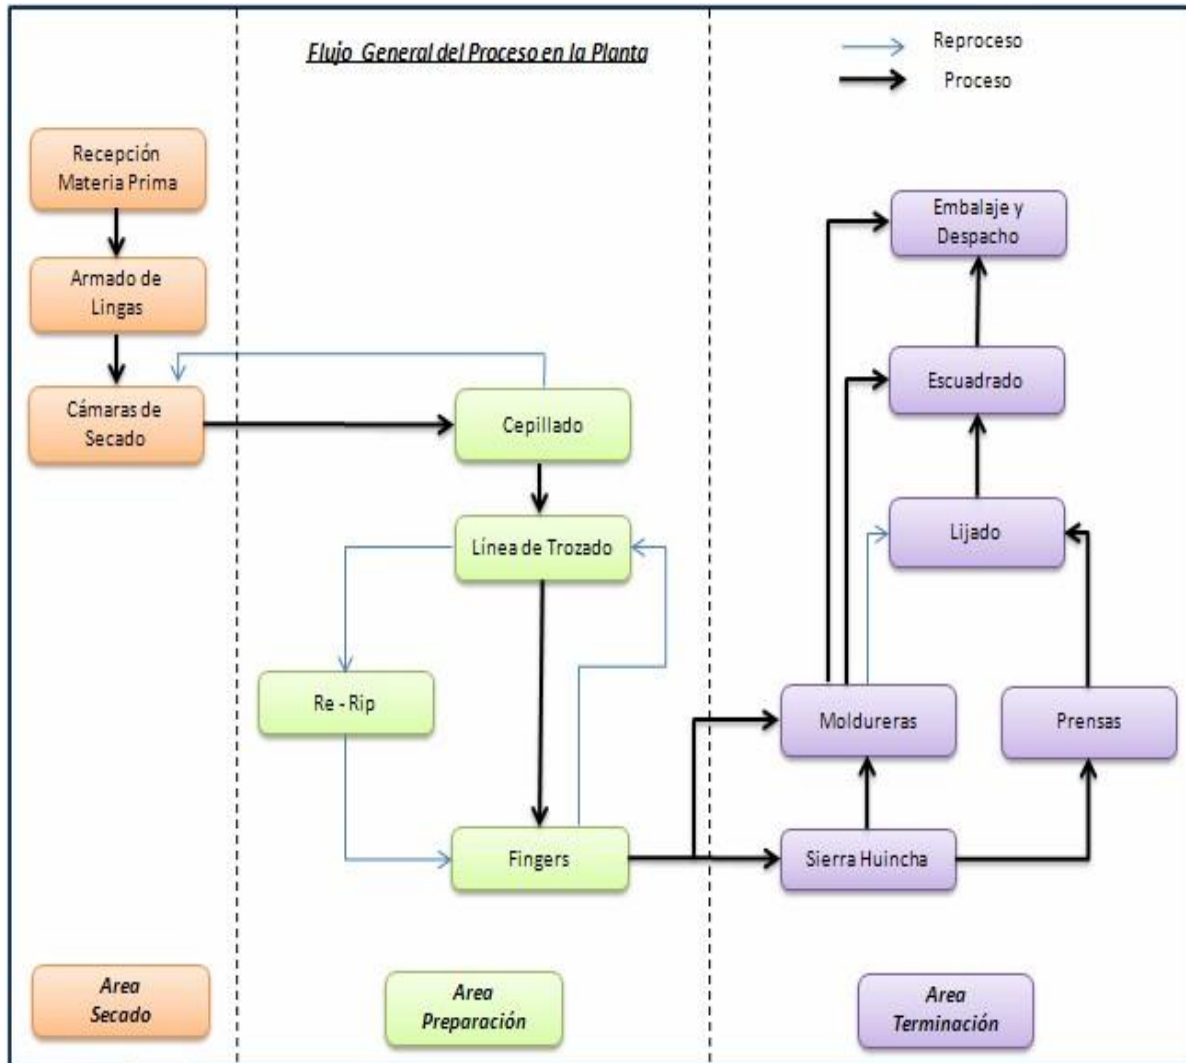 Flujo General del Proceso en la Planta
Reproceso
Proceso
Recepción
Materia Prima
Armado de
Lingas
Cámaras de
Secado
Cepillado
Línea de Trozado
Re - Rip
Fingers
Embalaje y
Despacho
Escuadrado
Lijado
Moldureras
Prensas
Sierra Huincha
Area
Secado
Area
Preparación
Area
Terminación